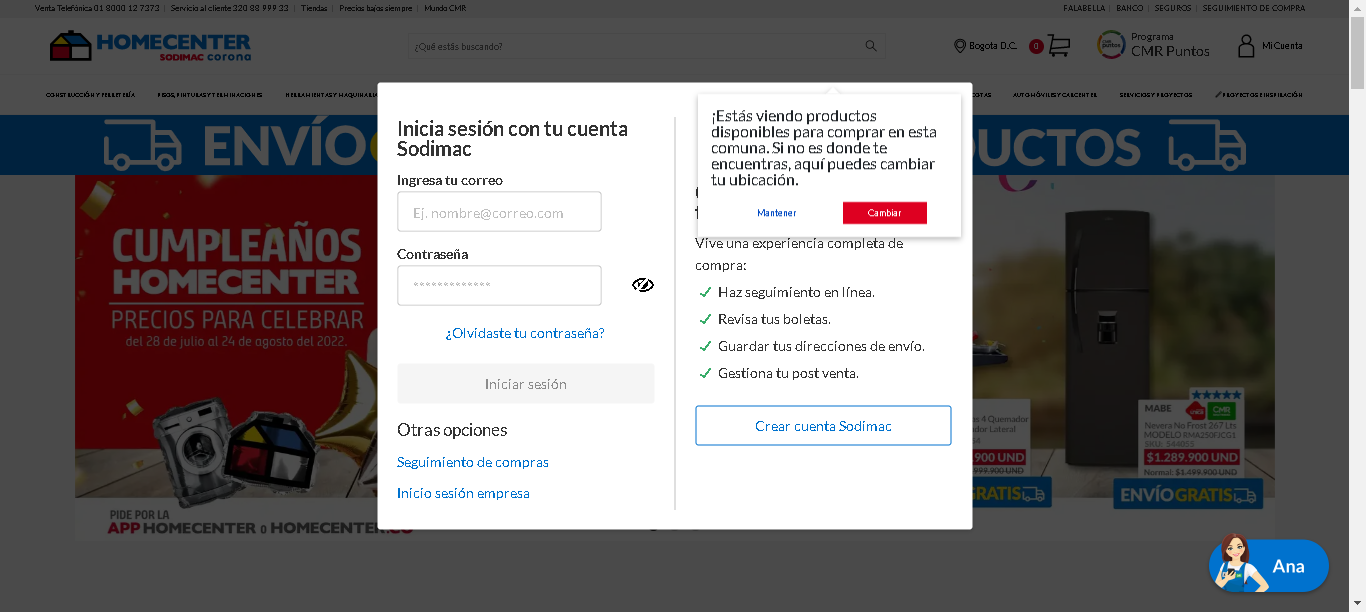 Venta Telefónica 01 8000 12 7373
Servicio al cliente 320 88 999 33
Tiendas
Precios bajos siempre
Mundo CMR
FALABELLA
BANCO
SEGUROS
SEGUIMIENTO DE COMPRA
HOMECENTER
SODIMAC corona
¿Qué estás buscando?
Bogota D.C.
0
Programa
CMR Puntos
Mi Cuenta
CONSTRUCCIÓN Y FERRETERÍA
PISOS, PINTURAS Y TERMINACIONES
HERRAMIENTAS Y MAQUINARIA
AUTOMÓVILES Y CAR CENTER
SERVICIOS Y PROYECTOS
PROYECTOS E INSPIRACIÓN
ENVÍO
CUMPLEAÑOS
HOMECENTER
PRECIOS PARA CELEBRAR
del 28 de julio al 24 de agosto del 2022.
PIDE POR LA
APP HOMECENTER O HOMECENTER.CO
Inicia sesión con tu cuenta
Sodimac
Ingresa tu correo
Ej. nombre@correo.com
Contraseña
*************
¿Olvidaste tu contraseña?
Iniciar sesión
Otras opciones
Seguimiento de compras
Inicio sesión empresa
¡Estás viendo productos
disponibles para comprar en esta
comuna. Si no es donde te
encuentras, aquí puedes cambiar
tu ubicación.
Mantener
Cambiar
Vive una experiencia completa de
compra:
Haz seguimiento en línea.
Revisa tus boletas.
Guardar tus direcciones de envío.
Gestiona tu post venta.
Crear cuenta Sodimac
4 Quemador
MABE
CMR
Nevera No Frost 267 Lts
MODELO RMA250FJCG1
SKU: 544055
$1.289.900 UND
Normal: $1.499.900 UND
ENVÍO GRATIS
Ana